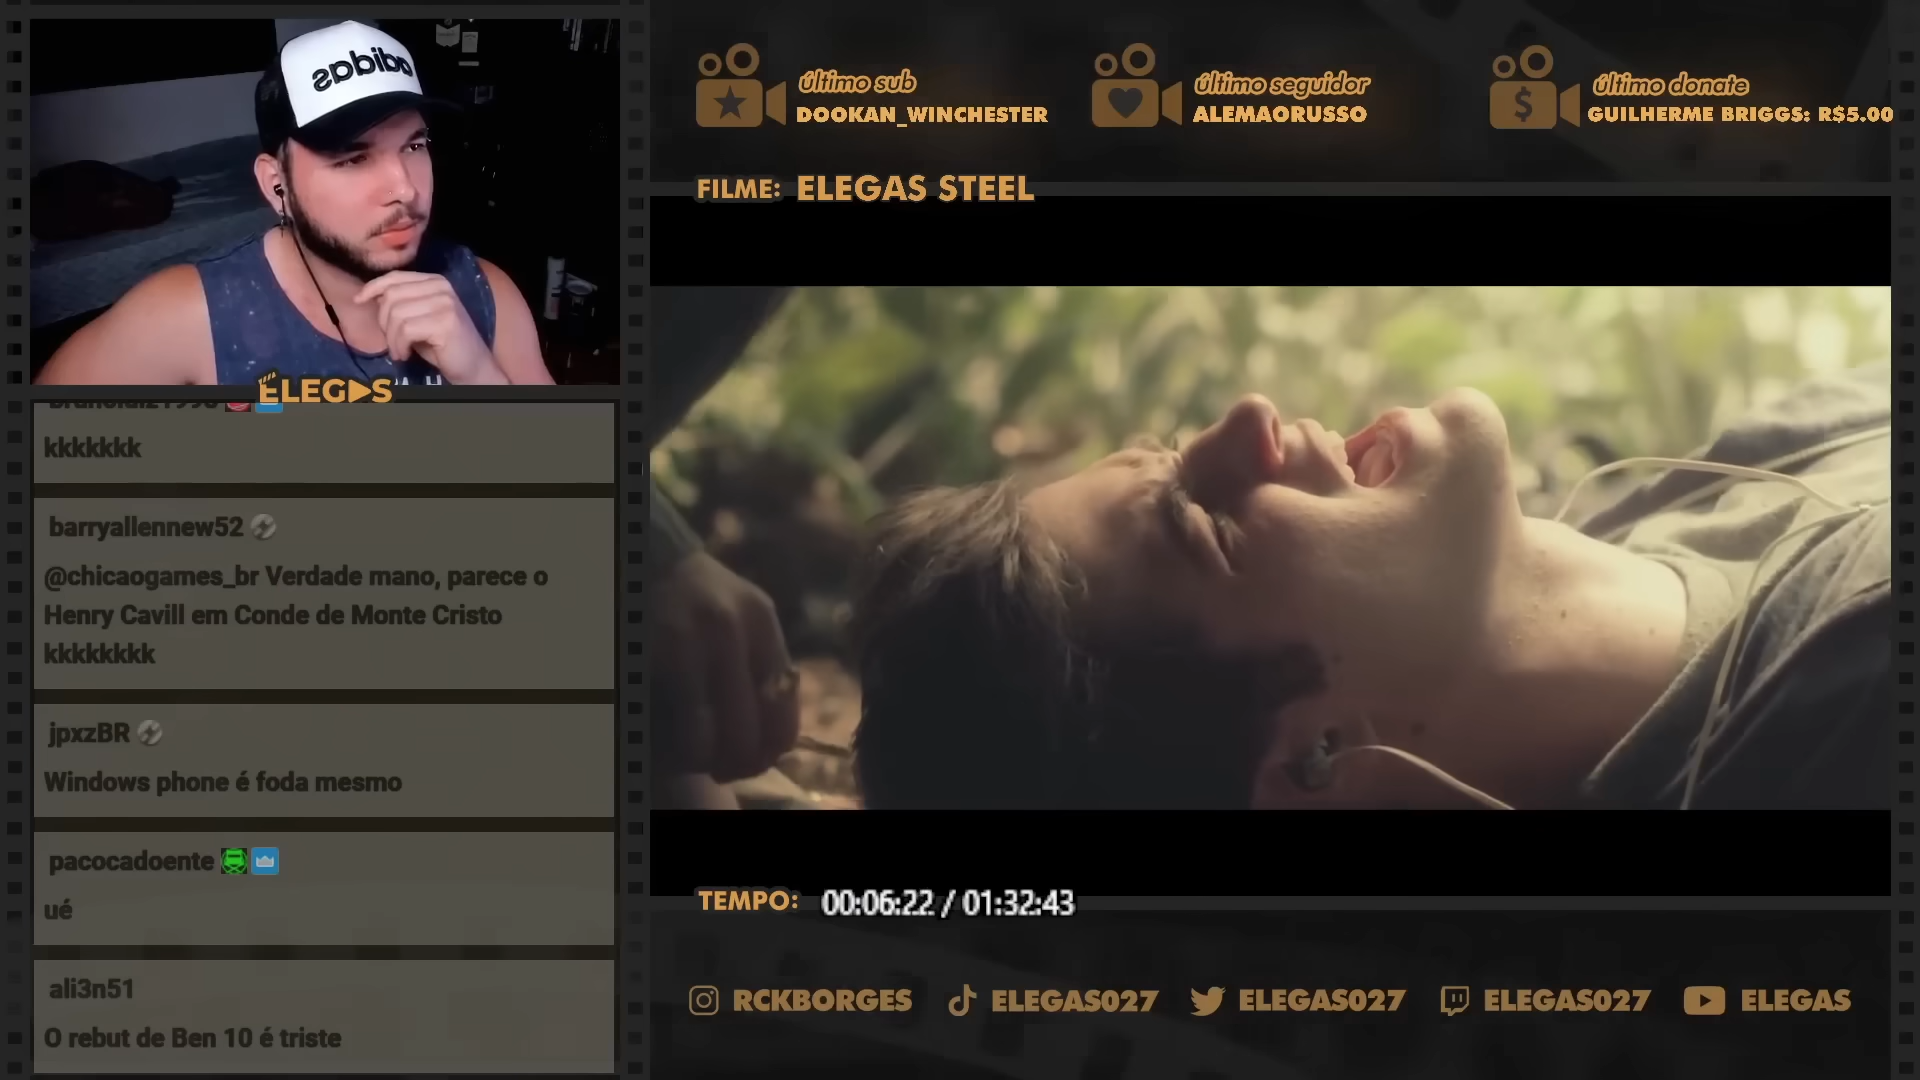 adidas
último sub
DOOKAN_WINCHESTER
último seguidor
ALEMAORUSSO
último donate
GUILHERME BRIGGS: R$5.00
FILME: ELEGAS STEEL
ELEGAS
kkkkkkk
barryallennew52
@chicaogames_br Verdade mano, parece o
Henry Cavill em Conde de Monte Cristo
kkkkkkkk
jpxzBR
Windows phone é foda mesmo
pacocadoente
ué
ali3n51
O rebut de Ben 10 é triste
TEMPO: 00:06:22 / 01:32:43
RCKBORGES
ELEGAS027
ELEGAS027
ELEGAS027
ELEGAS